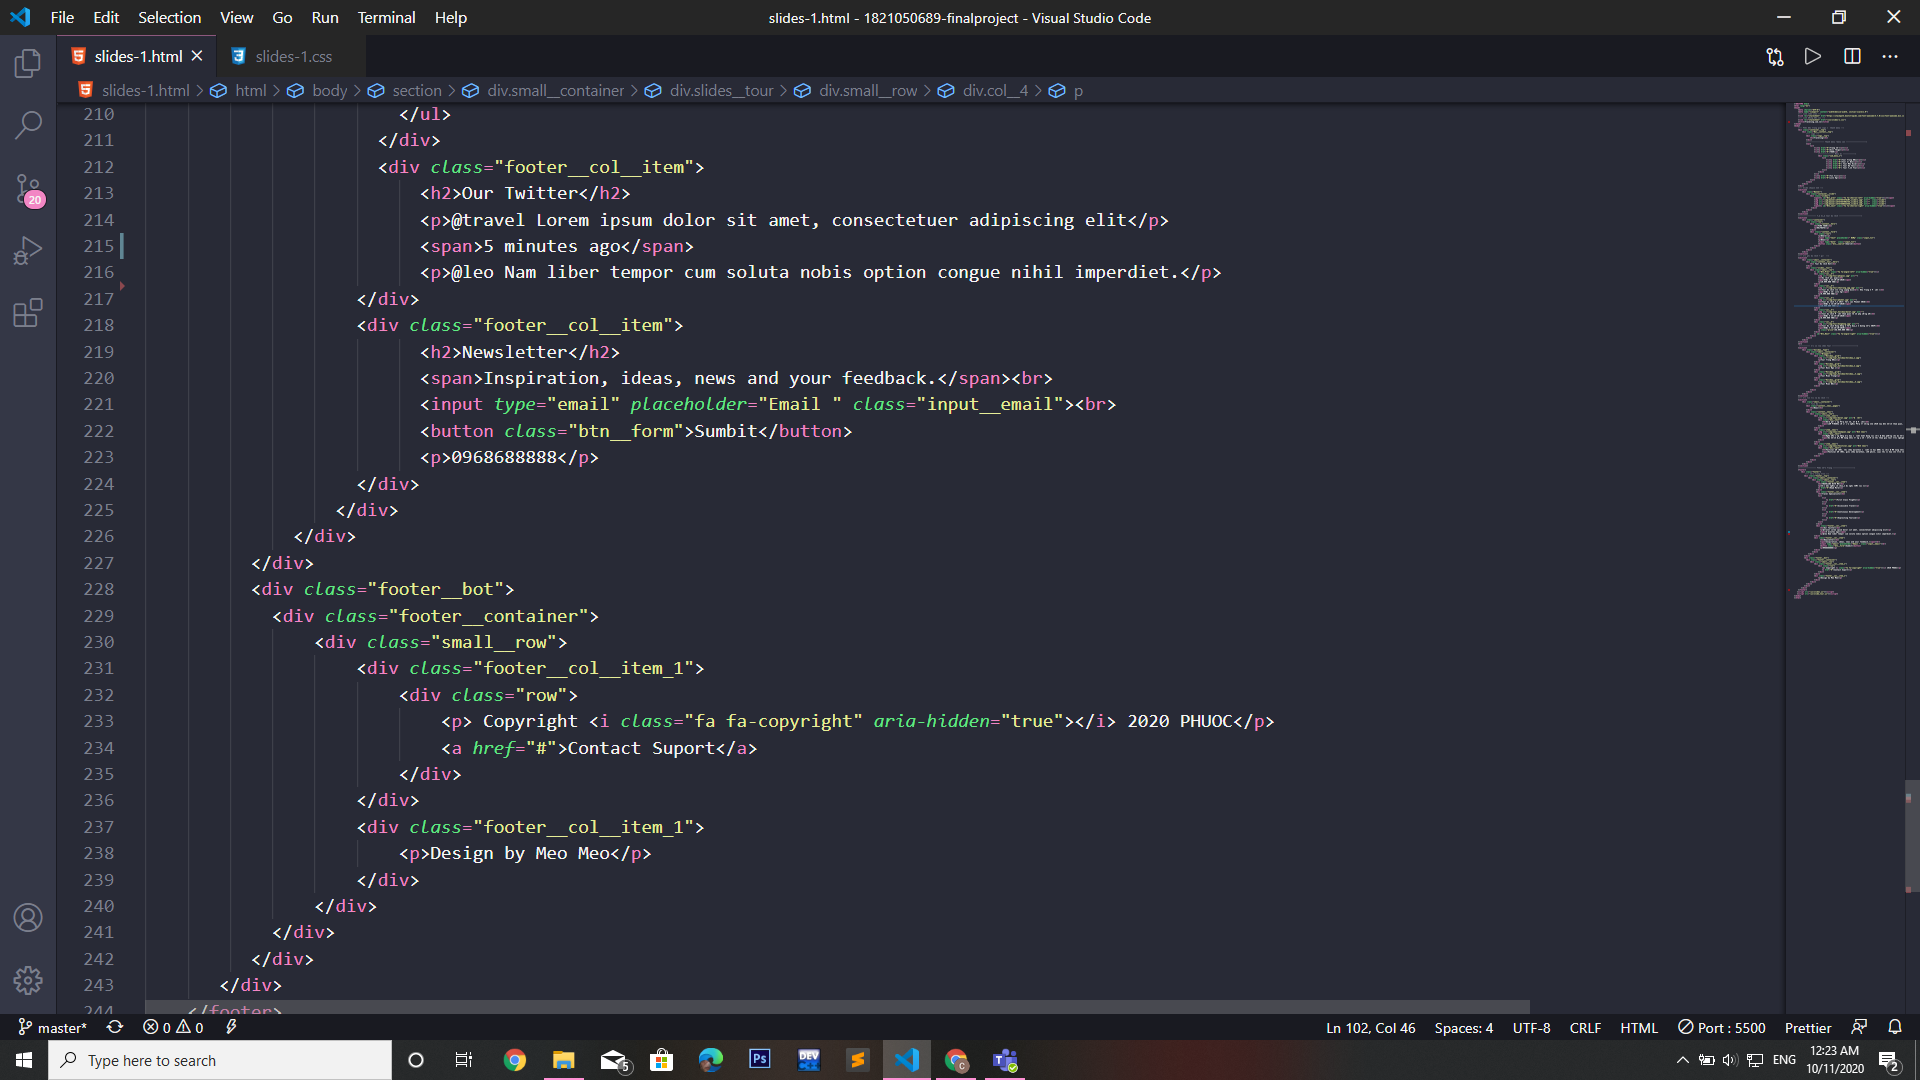 File Edit Selection View Go Run Terminal Help
slides-1.html - 1821050689-finalproject - Visual Studio Code
slides-1.html
slides-1.css
slides-1.html > html > body > section > div.small__container > div.slides__tour > div.small__row > div.col__4 > p
210 </ul>
211 </div>
212 <div class="footer__col__item">
213 <h2>Our Twitter</h2>
214 <p>@travel Lorem ipsum dolor sit amet, consectetuer adipiscing elit</p>
215 <span>5 minutes ago</span>
216 <p>@leo Nam liber tempor cum soluta nobis option congue nihil imperdiet.</p>
217 </div>
218 <div class="footer__col__item">
219 <h2>Newsletter</h2>
220 <span>Inspiration, ideas, news and your feedback.</span><br>
221 <input type="email" placeholder="Email " class="input__email"><br>
222 <button class="btn__form">Sumbit</button>
223 <p>0968688888</p>
224 </div>
225 </div>
226 </div>
227 </div>
228 <div class="footer__bot">
229 <div class="footer__container">
230 <div class="small__row">
231 <div class="footer__col__item_1">
232 <div class="row">
233 <p> Copyright <i class="fa fa-copyright" aria-hidden="true"></i> 2020 PHUOC</p>
234 <a href="#">Contact Suport</a>
235 </div>
236 </div>
237 <div class="footer__col__item_1">
238 <p>Design by Meo Meo</p>
239 </div>
240 </div>
241 </div>
242 </div>
243 </div>
244 </footer>
20
master* 0 0
Ln 102, Col 46 Spaces: 4 UTF-8 CRLF HTML Port : 5500 Prettier
Type here to search
5
Ps
DEV
ENG
12:23 AM
10/11/2020
2